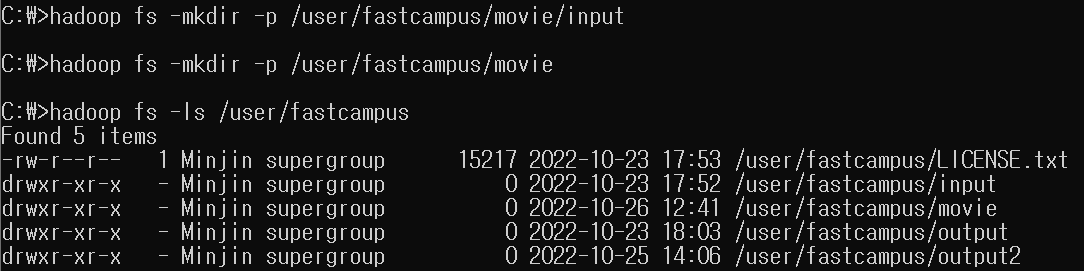 C:₩>hadoop fs -mkdir -p /user/fastcampus/movie/input
C:₩>hadoop fs -mkdir -p /user/fastcampus/movie
C:₩>hadoop fs -ls /user/fastcampus
Found 5 items
-rw-r--r--   1 Minjin supergroup      15217 2022-10-23 17:53 /user/fastcampus/LICENSE.txt
drwxr-xr-x   - Minjin supergroup          0 2022-10-23 17:52 /user/fastcampus/input
drwxr-xr-x   - Minjin supergroup          0 2022-10-26 12:41 /user/fastcampus/movie
drwxr-xr-x   - Minjin supergroup          0 2022-10-23 18:03 /user/fastcampus/output
drwxr-xr-x   - Minjin supergroup          0 2022-10-25 14:06 /user/fastcampus/output2